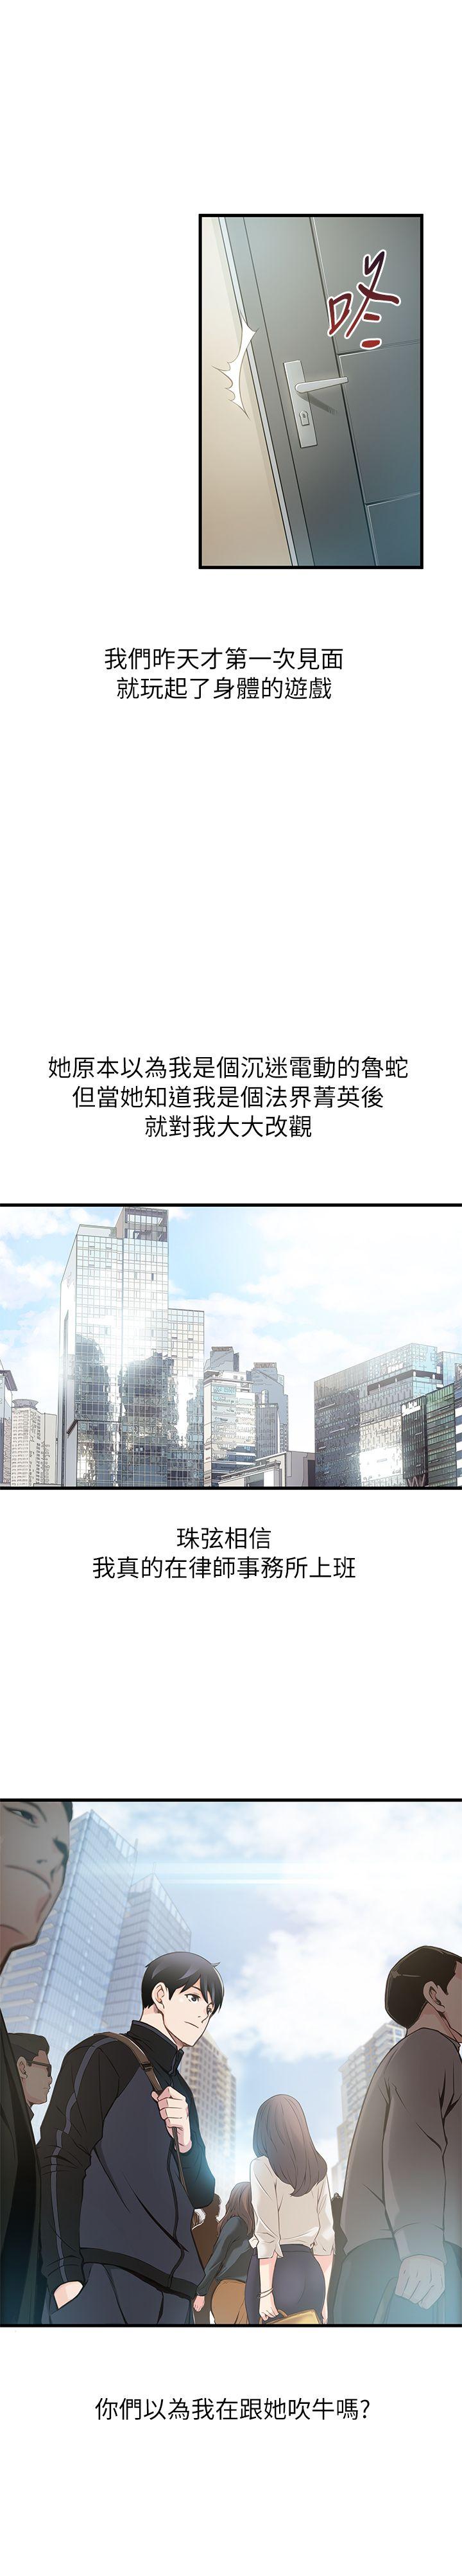 咚
我們昨天才第一次見面
就玩起了身體的遊戲
她原本以為我是個沉迷電動的魯蛇
但當她知道我是個法界菁英後
就對我大大改觀
珠弦相信
我真的在律師事務所上班
你們以為我在跟她吹牛嗎?